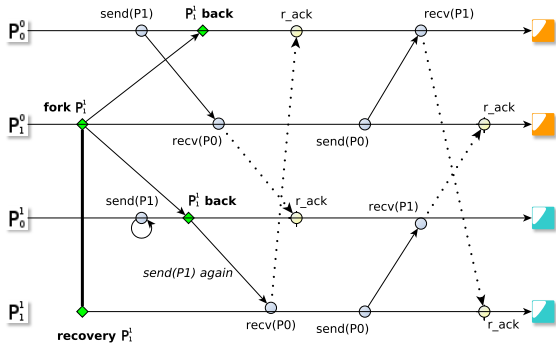 send(P1)
P¹₁ back
r_ack
recv(P1)
P⁰₀
fork P¹₁
r_ack
P⁰₁
recv(P0)
send(P0)
send(P1)
P¹₁ back
r_ack
recv(P1)
P¹₀
send(P1) again
P¹₁
recv(P0)
send(P0)
r_ack
recovery P¹₁